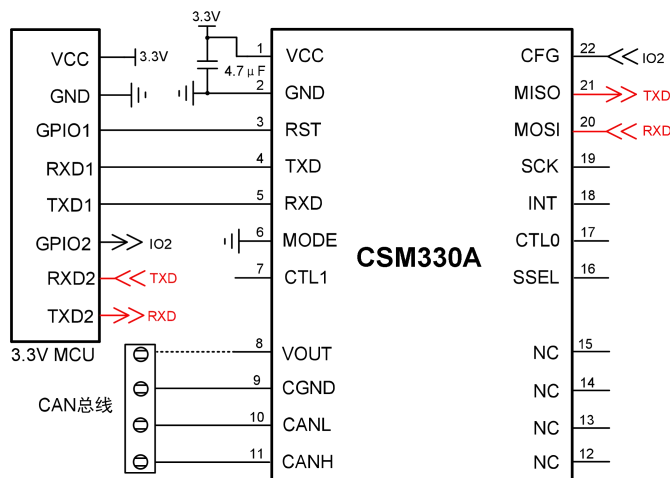 3.3V
VCC 3.3V
GND
GPIO1
RXD1
TXD1
GPIO2 IO2
RXD2 TXD
TXD2 RXD
3.3V MCU
4.7μF
CAN总线
1 VCC
2 GND
3 RST
4 TXD
5 RXD
6 MODE
7 CTL1
8 VOUT
9 CGND
10 CANL
11 CANH
CSM330A
CFG 22 IO2
MISO 21 TXD
MOSI 20 RXD
SCK 19
INT 18
CTL0 17
SSEL 16
NC 15
NC 14
NC 13
NC 12